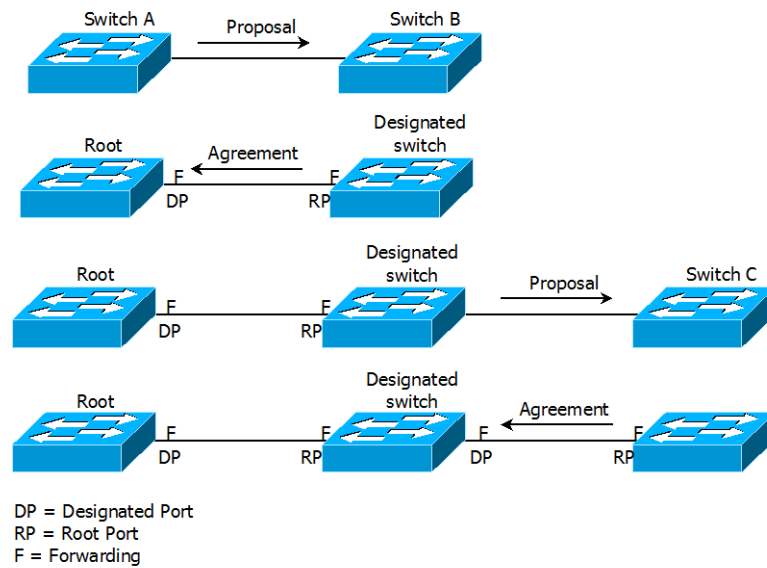 Switch A
Proposal
Switch B
Root
Agreement
Designated
switch
F
F
DP
RP
Root
Designated
switch
Proposal
Switch C
F
F
DP
RP
Root
Designated
switch
Agreement
F
F
F
F
DP
RP
DP
RP
DP = Designated Port
RP = Root Port
F = Forwarding